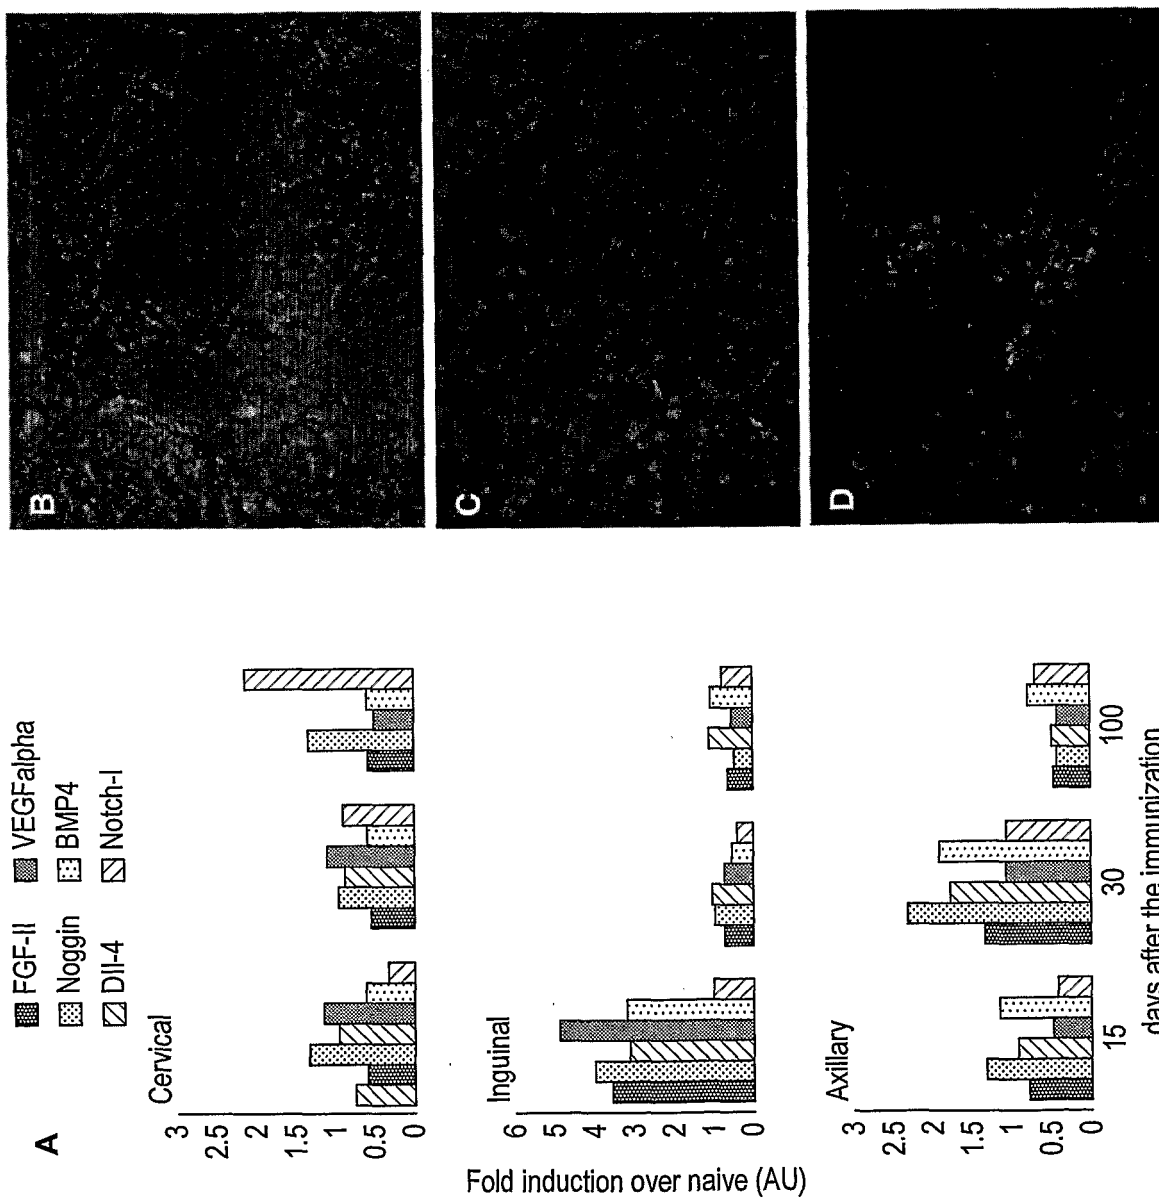 A
FGF-II
VEGFalpha
Noggin
BMP4
Dll-4
Notch-I
Cervical
3
2.5
2
1.5
1
0.5
0
Inguinal
6
5
4
3
2
1
0
Axillary
3
2.5
2
1.5
1
0.5
0
15
30
100
days after the immunization
Fold induction over naive (AU)
B
C
D